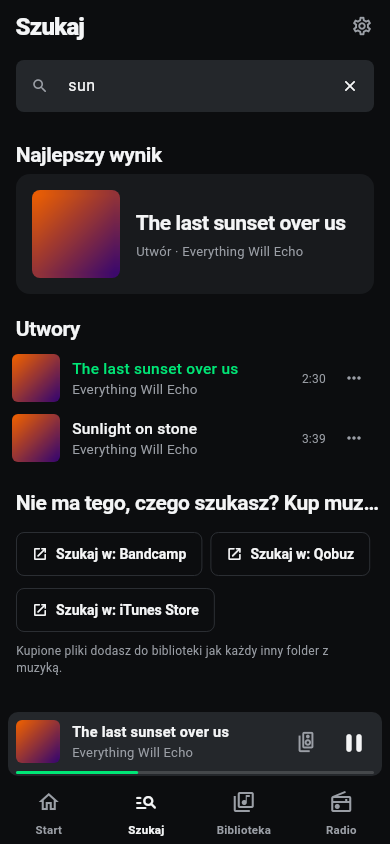 Szukaj
sun
Najlepszy wynik
The last sunset over us
Utwór · Everything Will Echo
Utwory
The last sunset over us
Everything Will Echo
2:30
Sunlight on stone
Everything Will Echo
3:39
Nie ma tego, czego szukasz? Kup muz...
Szukaj w: Bandcamp
Szukaj w: Qobuz
Szukaj w: iTunes Store
Kupione pliki dodasz do biblioteki jak każdy inny folder z
muzyką.
The last sunset over us
Everything Will Echo
Start
Szukaj
Biblioteka
Radio